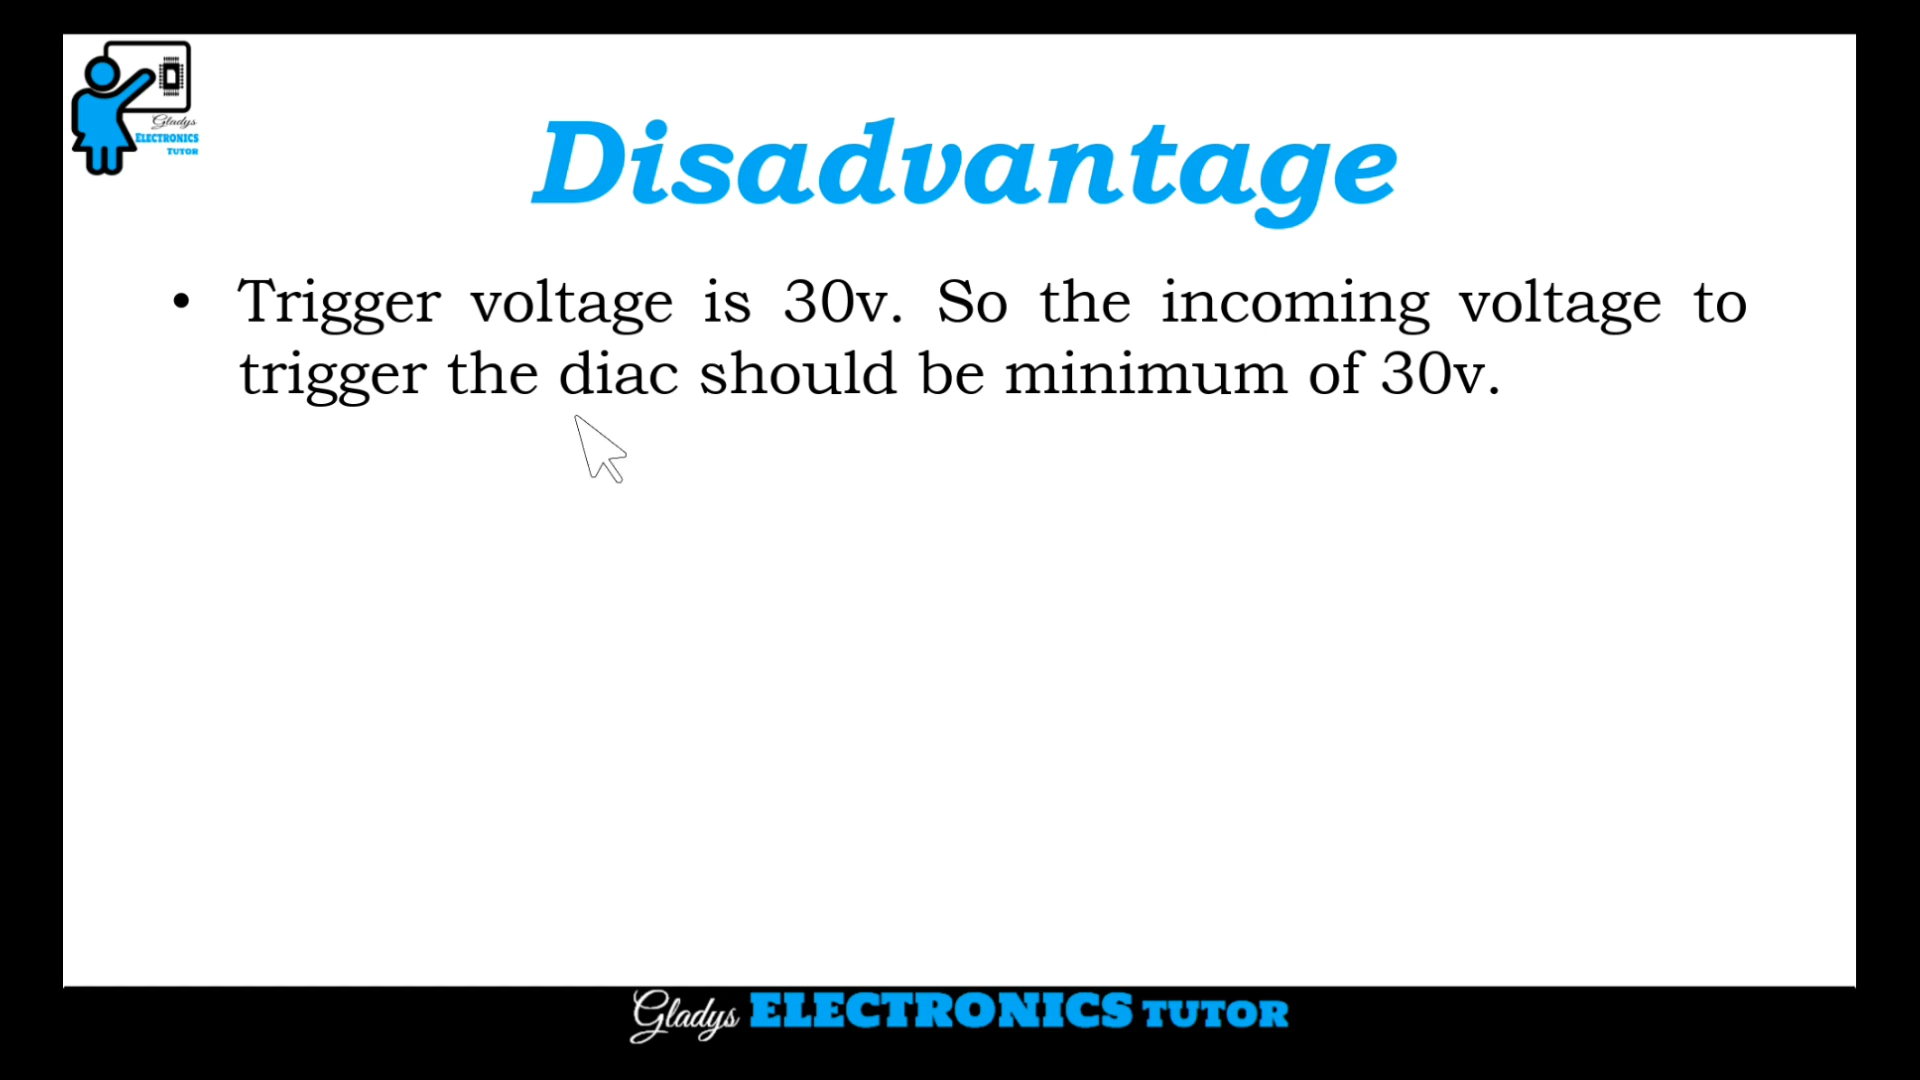 Gladys
ELECTRONICS
TUTOR
Disadvantage
• Trigger voltage is 30v. So the incoming voltage to
trigger the diac should be minimum of 30v.
Gladys ELECTRONICS TUTOR